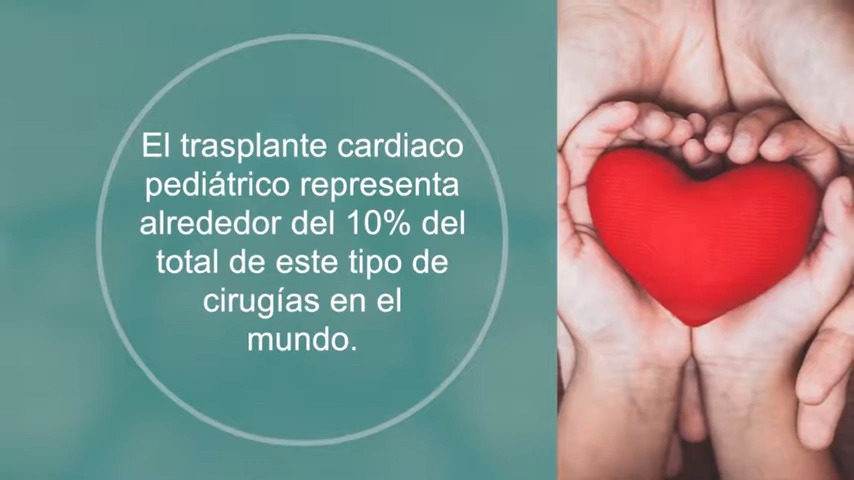 El trasplante cardiaco
pediátrico representa
alrededor del 10% del
total de este tipo de
cirugías en el
mundo.